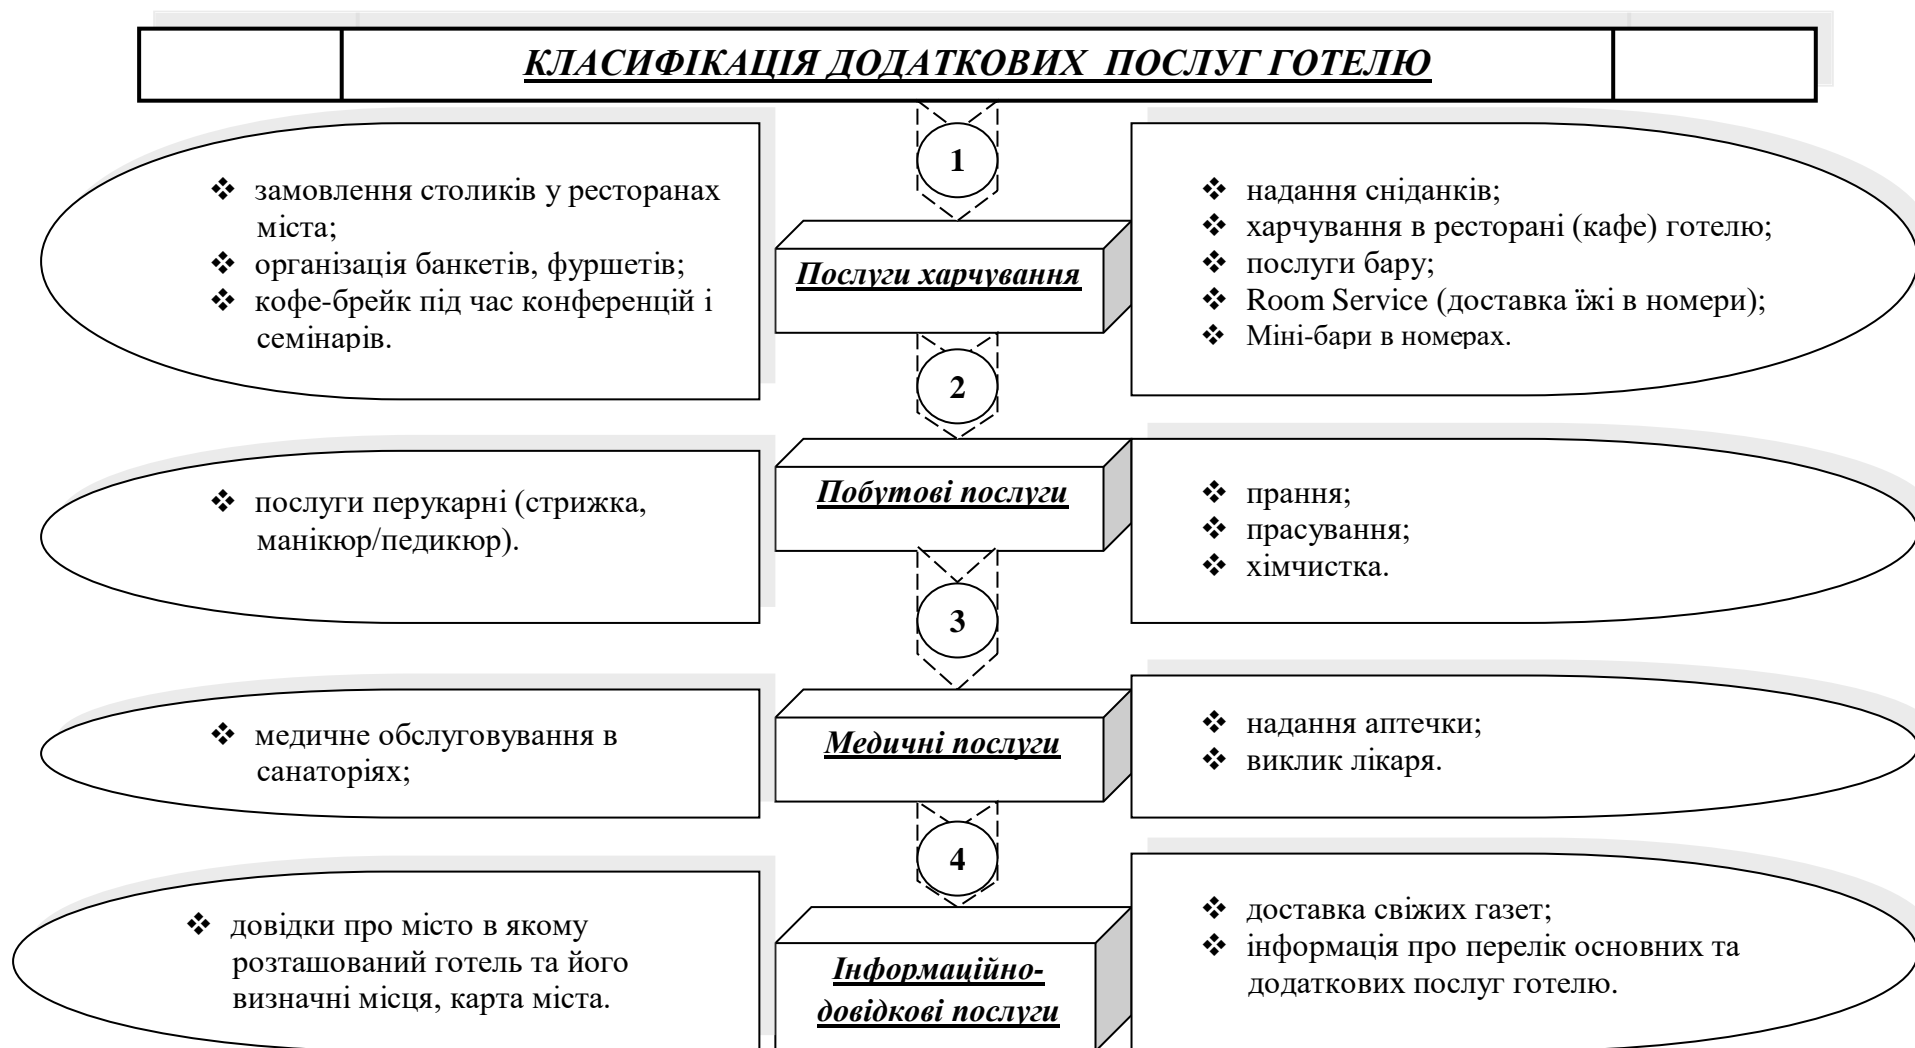 КЛАСИФІКАЦІЯ ДОДАТКОВИХ ПОСЛУГ ГОТЕЛЮ
1
❖ замовлення столиків у ресторанах
міста;
❖ організація банкетів, фуршетів;
❖ кофе-брейк під час конференцій і
семінарів.
Послуги харчування
❖ надання сніданків;
❖ харчування в ресторані (кафе) готелю;
❖ послуги бару;
❖ Room Service (доставка їжі в номери);
❖ Міні-бари в номерах.
2
❖ послуги перукарні (стрижка,
манікюр/педикюр).
Побутові послуги
❖ прання;
❖ прасування;
❖ хімчистка.
3
❖ медичне обслуговування в
санаторіях;
Медичні послуги
❖ надання аптечки;
❖ виклик лікаря.
4
❖ довідки про місто в якому
розташований готель та його
визначні місця, карта міста.
Інформаційно-
довідкові послуги
❖ доставка свіжих газет;
❖ інформація про перелік основних та
додаткових послуг готелю.